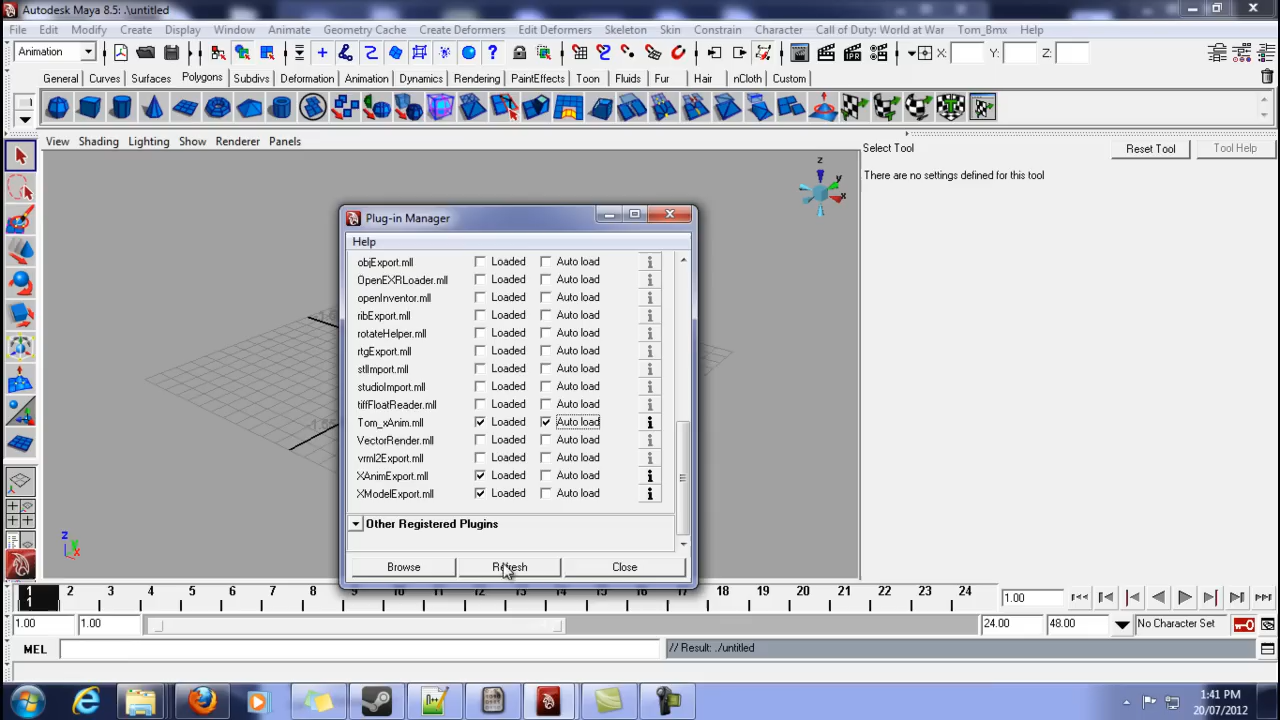 Autodesk Maya 8.5: .\untitled
File Edit Modify Create Display Window Animate Geometry Cache Create Deformers Edit Deformers Skeleton Skin Constrain Character Call of Duty: World at War Tom_Bmx Help
Animation X: Y: Z:
General Curves Surfaces Polygons Subdivs Deformation Animation Dynamics Rendering PaintEffects Toon Fluids Fur Hair nCloth Custom
View Shading Lighting Show Renderer Panels
Select Tool Reset Tool Tool Help
There are no settings defined for this tool
z
y
x
Plug-in Manager
Help
objExport.mll Loaded Auto load i
OpenEXRLoader.mll Loaded Auto load i
openInventor.mll Loaded Auto load i
ribExport.mll Loaded Auto load i
rotateHelper.mll Loaded Auto load i
rtgExport.mll Loaded Auto load i
stlImport.mll Loaded Auto load i
studioImport.mll Loaded Auto load i
tiffFloatReader.mll Loaded Auto load i
Tom_xAnim.mll Loaded Auto load i
VectorRender.mll Loaded Auto load i
vrml2Export.mll Loaded Auto load i
XAnimExport.mll Loaded Auto load i
XModelExport.mll Loaded Auto load i
Other Registered Plugins
Browse Refresh Close
z
y
x
1 2 3 4 5 6 7 8 9 10 11 12 13 14 15 16 17 18 19 20 21 22 23 24 1.00
1
1.00 1.00 24.00 48.00 No Character Set
MEL // Result: ./untitled
1:41 PM
20/07/2012